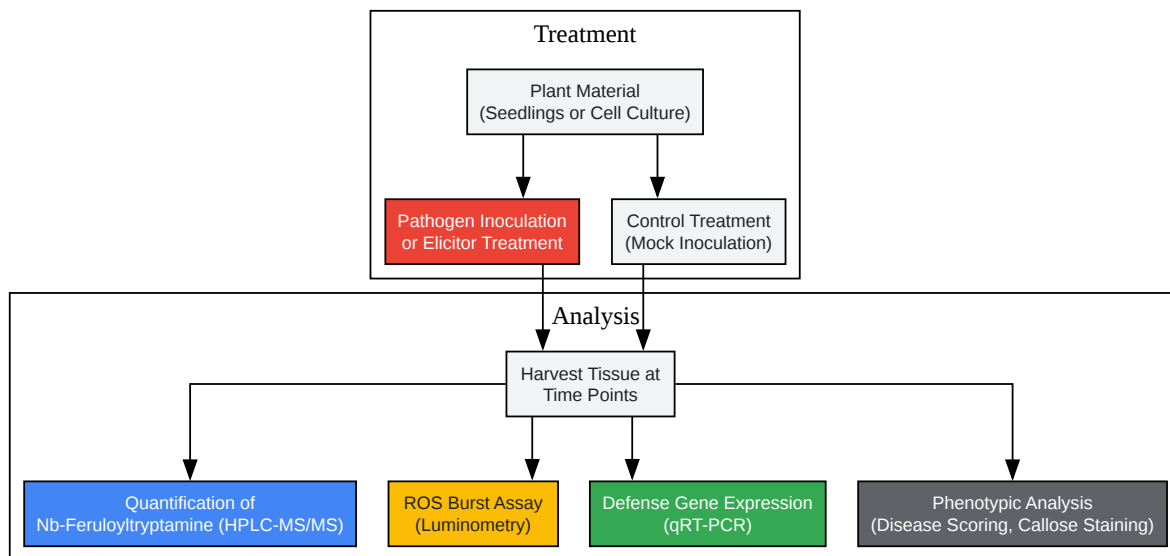 Treatment
Plant Material
(Seedlings or Cell Culture)
Pathogen Inoculation
or Elicitor Treatment
Control Treatment
(Mock Inoculation)
Analysis
Harvest Tissue at
Time Points
Quantification of
Nb-Feruloyltryptamine (HPLC-MS/MS)
ROS Burst Assay
(Luminometry)
Defense Gene Expression
(qRT-PCR)
Phenotypic Analysis
(Disease Scoring, Callose Staining)